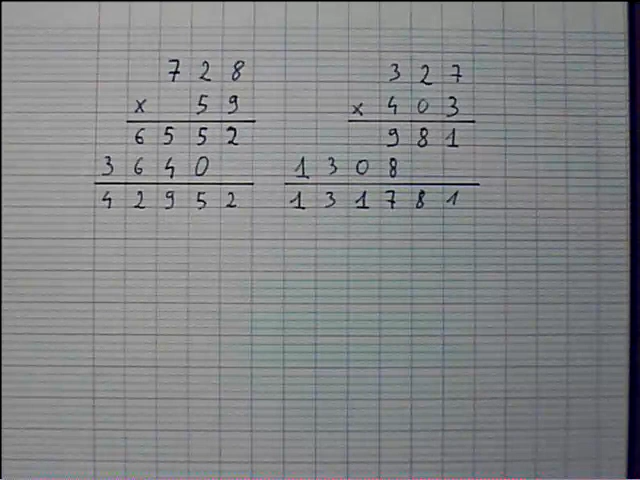 7 2 8
x 5 9
6 5 5 2
3 6 4 0
4 2 9 5 2
3 2 7
x 4 0 3
9 8 1
1 3 0 8
1 3 1 7 8 1